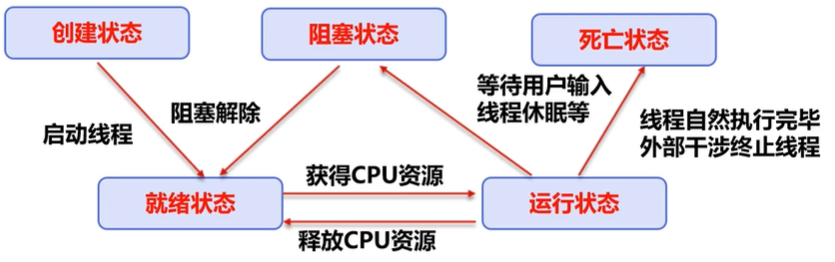 创建状态
阻塞状态
死亡状态
启动线程
阻塞解除
等待用户输入
线程休眠等
线程自然执行完毕
外部干涉终止线程
就绪状态
获得CPU资源
运行状态
释放CPU资源